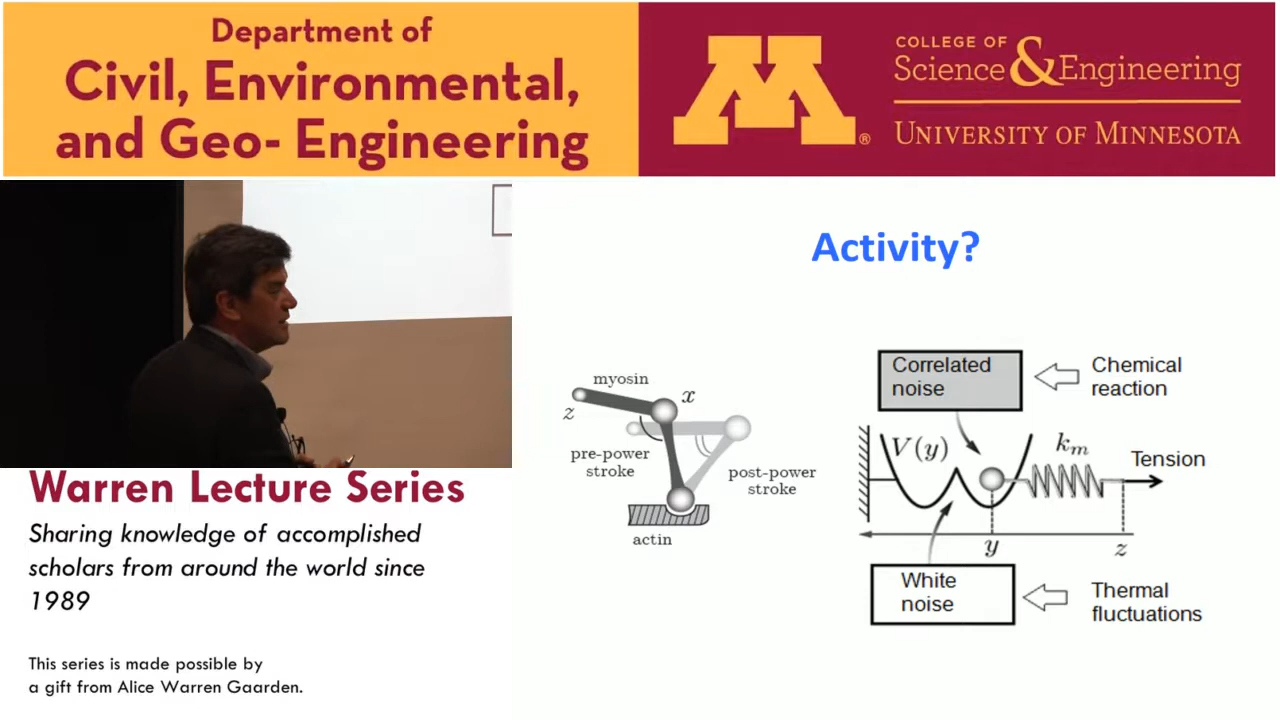 Department of
Civil, Environmental,
and Geo- Engineering
M®
COLLEGE OF
Science & Engineering
UNIVERSITY OF MINNESOTA
Activity?
myosin
z
x
pre-power
stroke
post-power
stroke
actin
Correlated
noise
Chemical
reaction
V(y)
k_m
Tension
y
z
White
noise
Thermal
fluctuations
Warren Lecture Series
Sharing knowledge of accomplished
scholars from around the world since
1989
This series is made possible by
a gift from Alice Warren Gaarden.